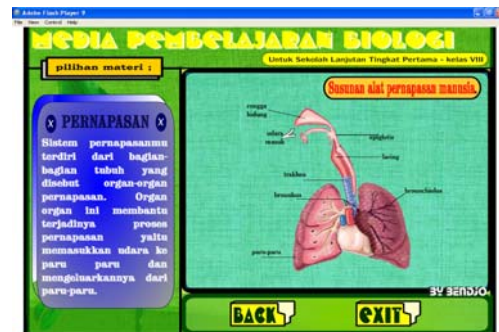 Adobe Flash Player 9
File View Control Help
MEDIA PEMBELAJARAN BIOLOGI
Untuk Sekolah Lanjutan Tingkat Pertama - kelas VIII
pilihan materi :
PERNAPASAN
Sistem pernapasanmu
terdiri dari bagian-
bagian tubuh yang
disebut organ-organ
pernapasan. Organ
organ ini membantu
terjadinya proses
pernapasan yaitu
memasukkan udara ke
paru paru dan
mengeluarkannya dari
paru-paru.
Susunan alat pernapasan manusia.
rongga
hidung
udara
masuk
epiglotis
laring
trakhea
bronkus
bronchiolus
paru-paru
BY BENDJO
BACK
EXIT